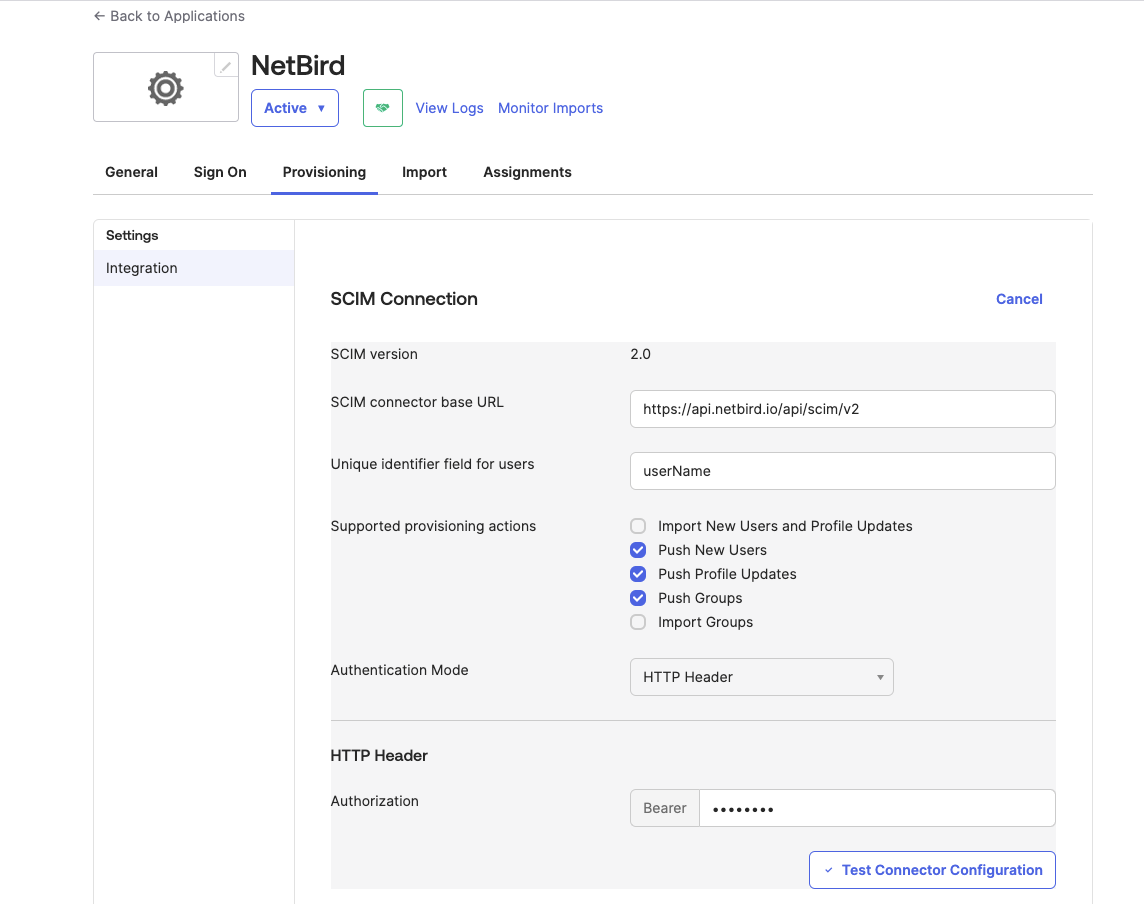 ← Back to Applications
NetBird
Active ▼ View Logs Monitor Imports
General Sign On Provisioning Import Assignments
Settings
Integration
SCIM Connection Cancel
SCIM version 2.0
SCIM connector base URL https://api.netbird.io/api/scim/v2
Unique identifier field for users userName
Supported provisioning actions Import New Users and Profile Updates
Push New Users
Push Profile Updates
Push Groups
Import Groups
Authentication Mode HTTP Header
HTTP Header
Authorization Bearer ••••••••
Test Connector Configuration